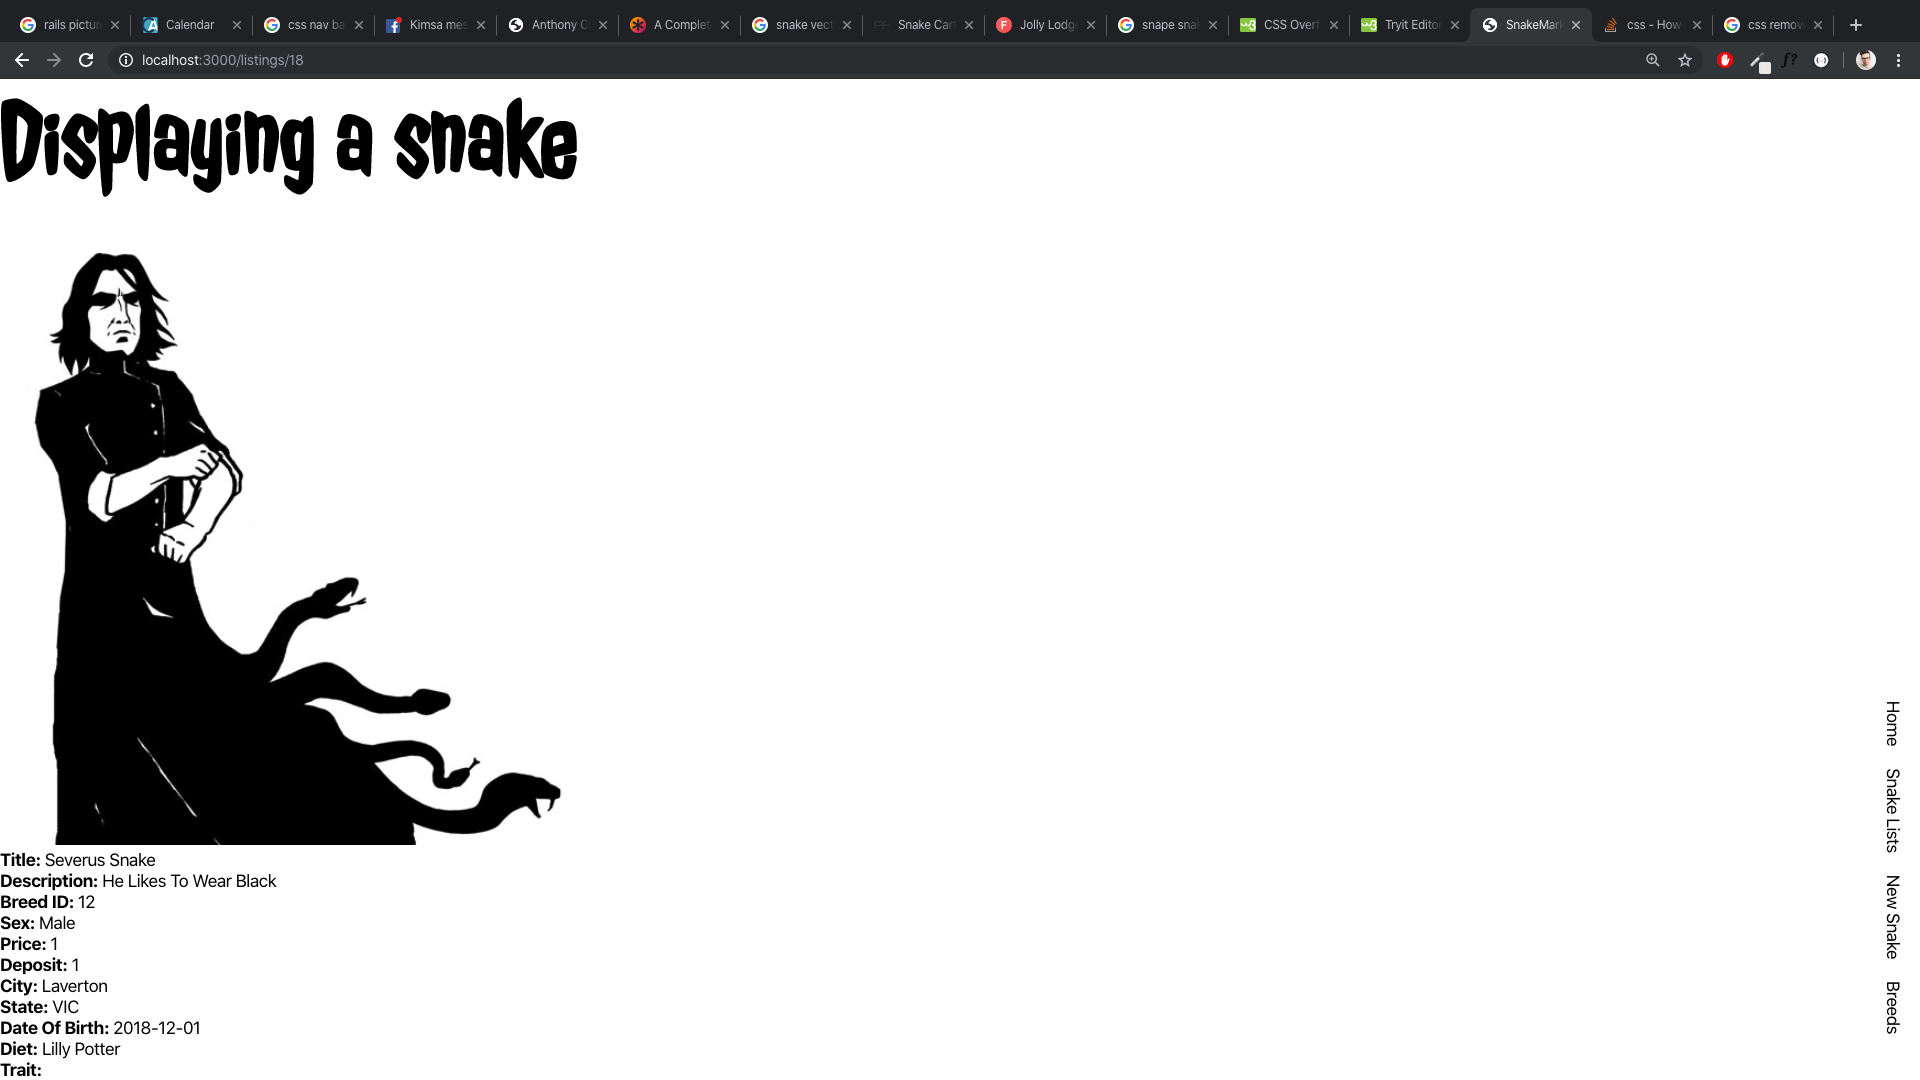 rails pictur
Calendar
css nav ba
Kimsa mes
Anthony C
A Complet
snake vect
Snake Car
Jolly Lodg
snape sna
CSS Overf
Tryit Editor
SnakeMark
css - How
css remov
localhost:3000/listings/18
f?
Displaying a snake
Title: Severus Snake
Description: He Likes To Wear Black
Breed ID: 12
Sex: Male
Price: 1
Deposit: 1
City: Laverton
State: VIC
Date Of Birth: 2018-12-01
Diet: Lilly Potter
Trait:
Home
Snake Lists
New Snake
Breeds